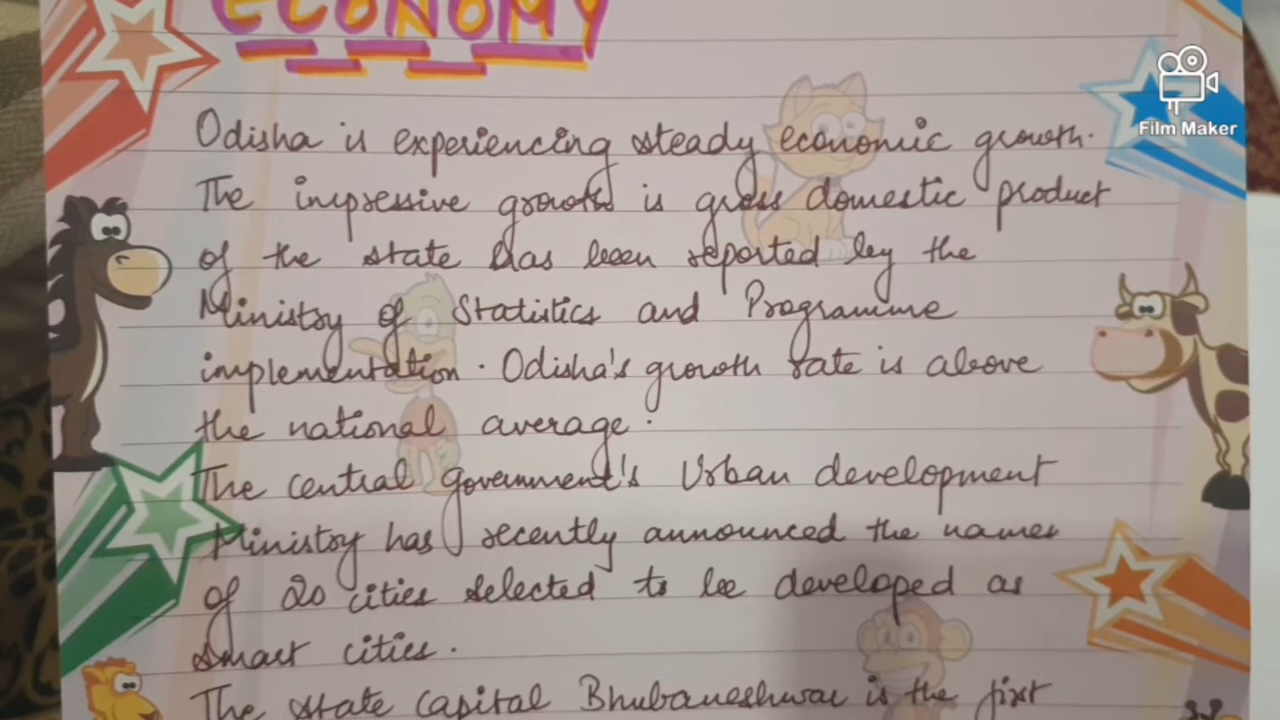 ECONOMY
Film Maker
Odisha is experiencing steady economic growth.
The impressive growth is gross domestic product
of the state has been reported by the
Ministry of Statistics and Programme
implementation. Odisha's growth rate is above
the national average.
The central government's Urban development
Ministry has recently announced the names
of 20 cities selected to be developed as
smart cities.
The state capital Bhubaneshwar is the first